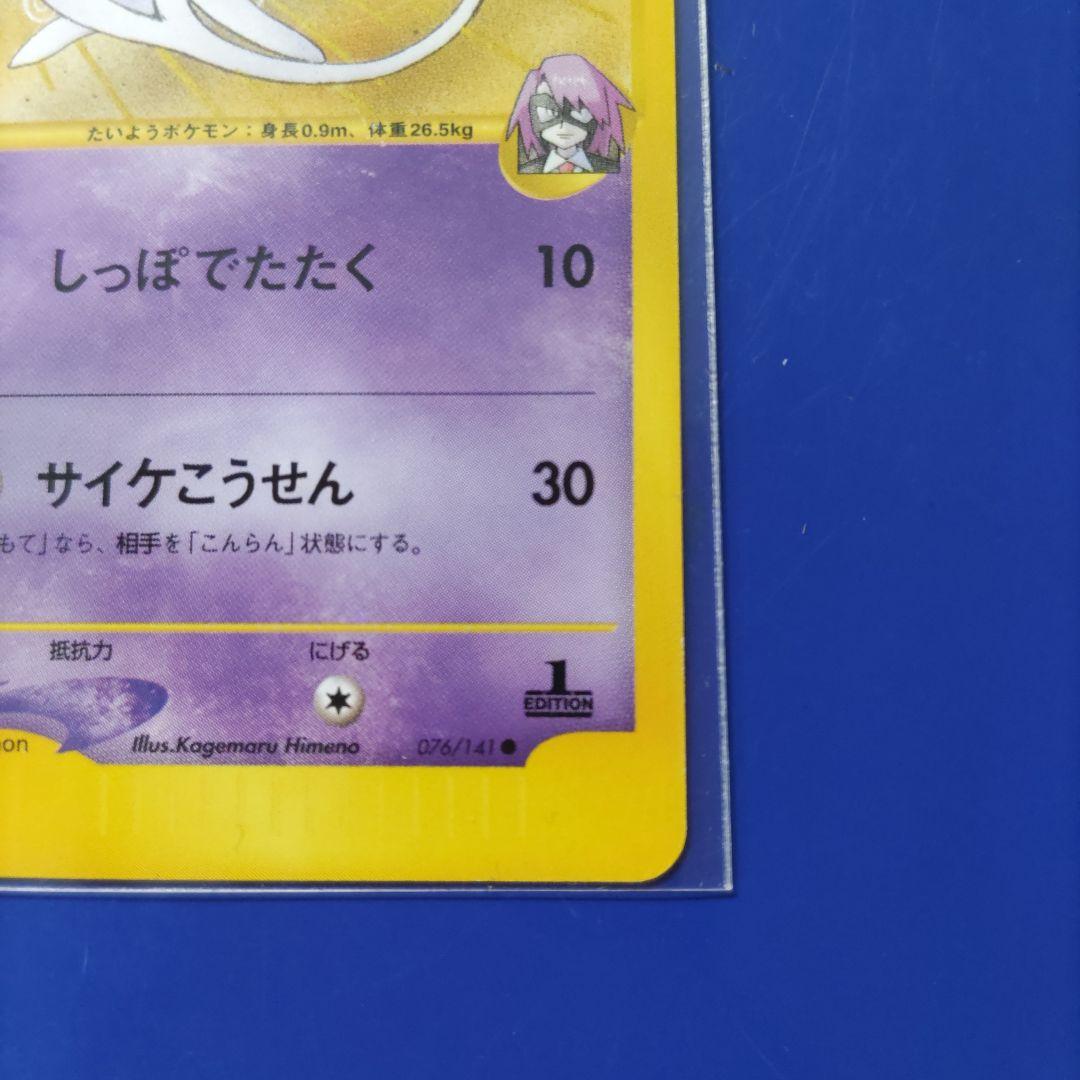 たいようポケモン：身長0.9m、体重26.5kg
しっぽでたたく 10
サイケこうせん 30
もて」なら、相手を「こんらん」状態にする。
抵抗力 にげる
1
EDITION
on Illus.Kagemaru Himeno 076/141●